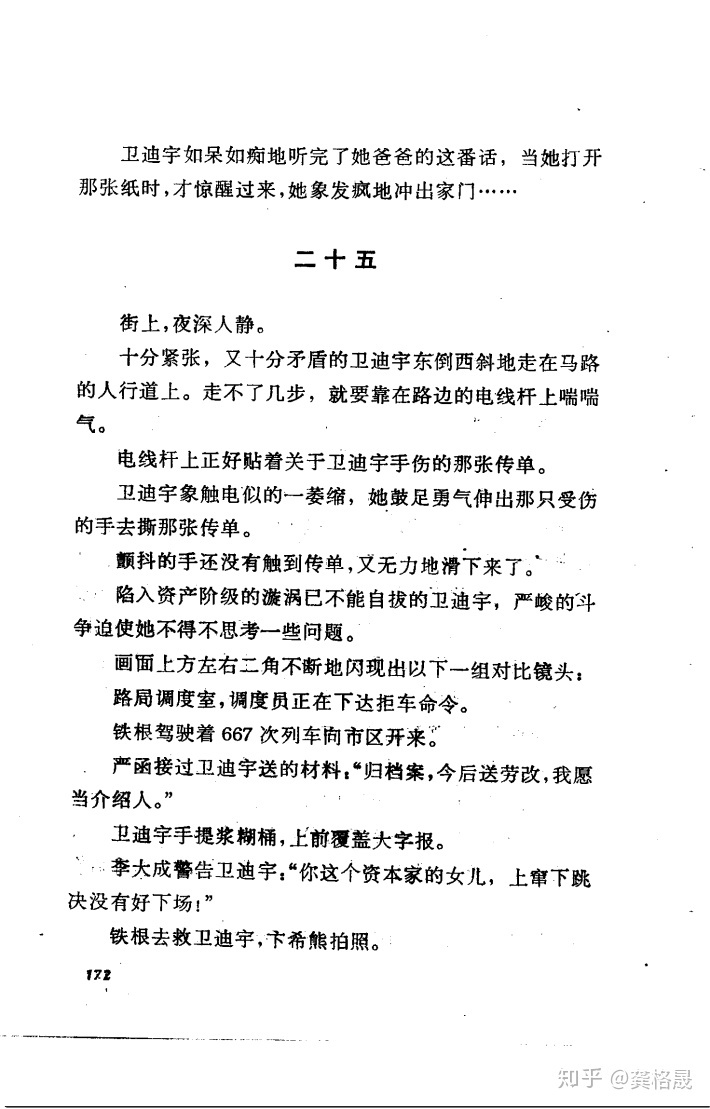 卫迪宇如呆如痴地听完了她爸爸的这番话，当她打开
那张纸时，才惊醒过来，她象发疯地冲出家门……
二十五
街上，夜深人静。
十分紧张，又十分矛盾的卫迪宇东倒西斜地走在马路
的人行道上。走不了几步，就要靠在路边的电线杆上喘喘
气。
电线杆上正好贴着关于卫迪宇手伤的那张传单。
卫迪宇象触电似的一萎缩，她鼓足勇气伸出那只受伤
的手去撕那张传单。
颤抖的手还没有触到传单，又无力地滑下来了。
陷入资产阶级的漩涡已不能自拔的卫迪宇，严峻的斗
争迫使她不得不思考一些问题。
画面上方左右二角不断地闪现出以下一组对比镜头：
路局调度室，调度员正在下达拒车命令。
铁根驾驶着 667 次列车向市区开来。
严函接过卫迪宇送的材料：“归档案，今后送劳改，我愿
当介绍人。”
卫迪宇手提浆糊桶，上前覆盖大字报。
李大成警告卫迪宇：“你这个资本家的女儿，上窜下跳
决没有好下场！”
铁根去救卫迪宇，卞希熊拍照。
172
知乎 @龚格晟